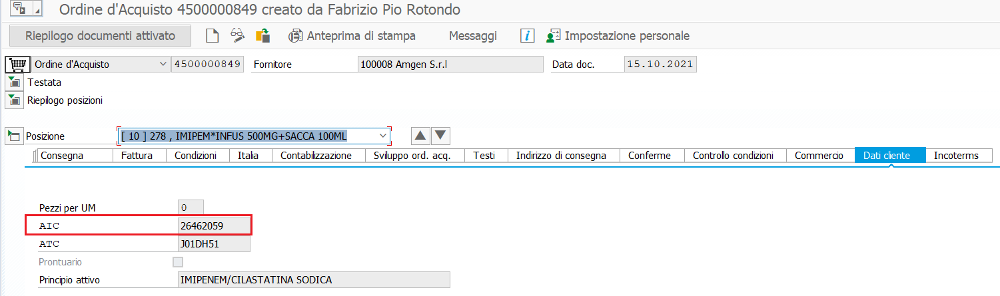 Ordine d'Acquisto 4500000849 creato da Fabrizio Pio Rotondo
Riepilogo documenti attivato Anteprima di stampa Messaggi Impostazione personale
Ordine d'Acquisto 4500000849 Fornitore 100008 Amgen S.r.l Data doc. 15.10.2021
Testata
Riepilogo posizioni
Posizione [ 10 ] 278 , IMIPEM*INFUS 500MG+SACCA 100ML
Consegna Fattura Condizioni Italia Contabilizzazione Sviluppo ord. acq. Testi Indirizzo di consegna Conferme Controllo condizioni Commercio Dati cliente Incoterms
Pezzi per UM 0
AIC 26462059
ATC J01DH51
Prontuario
Principio attivo IMIPENEM/CILASTATINA SODICA